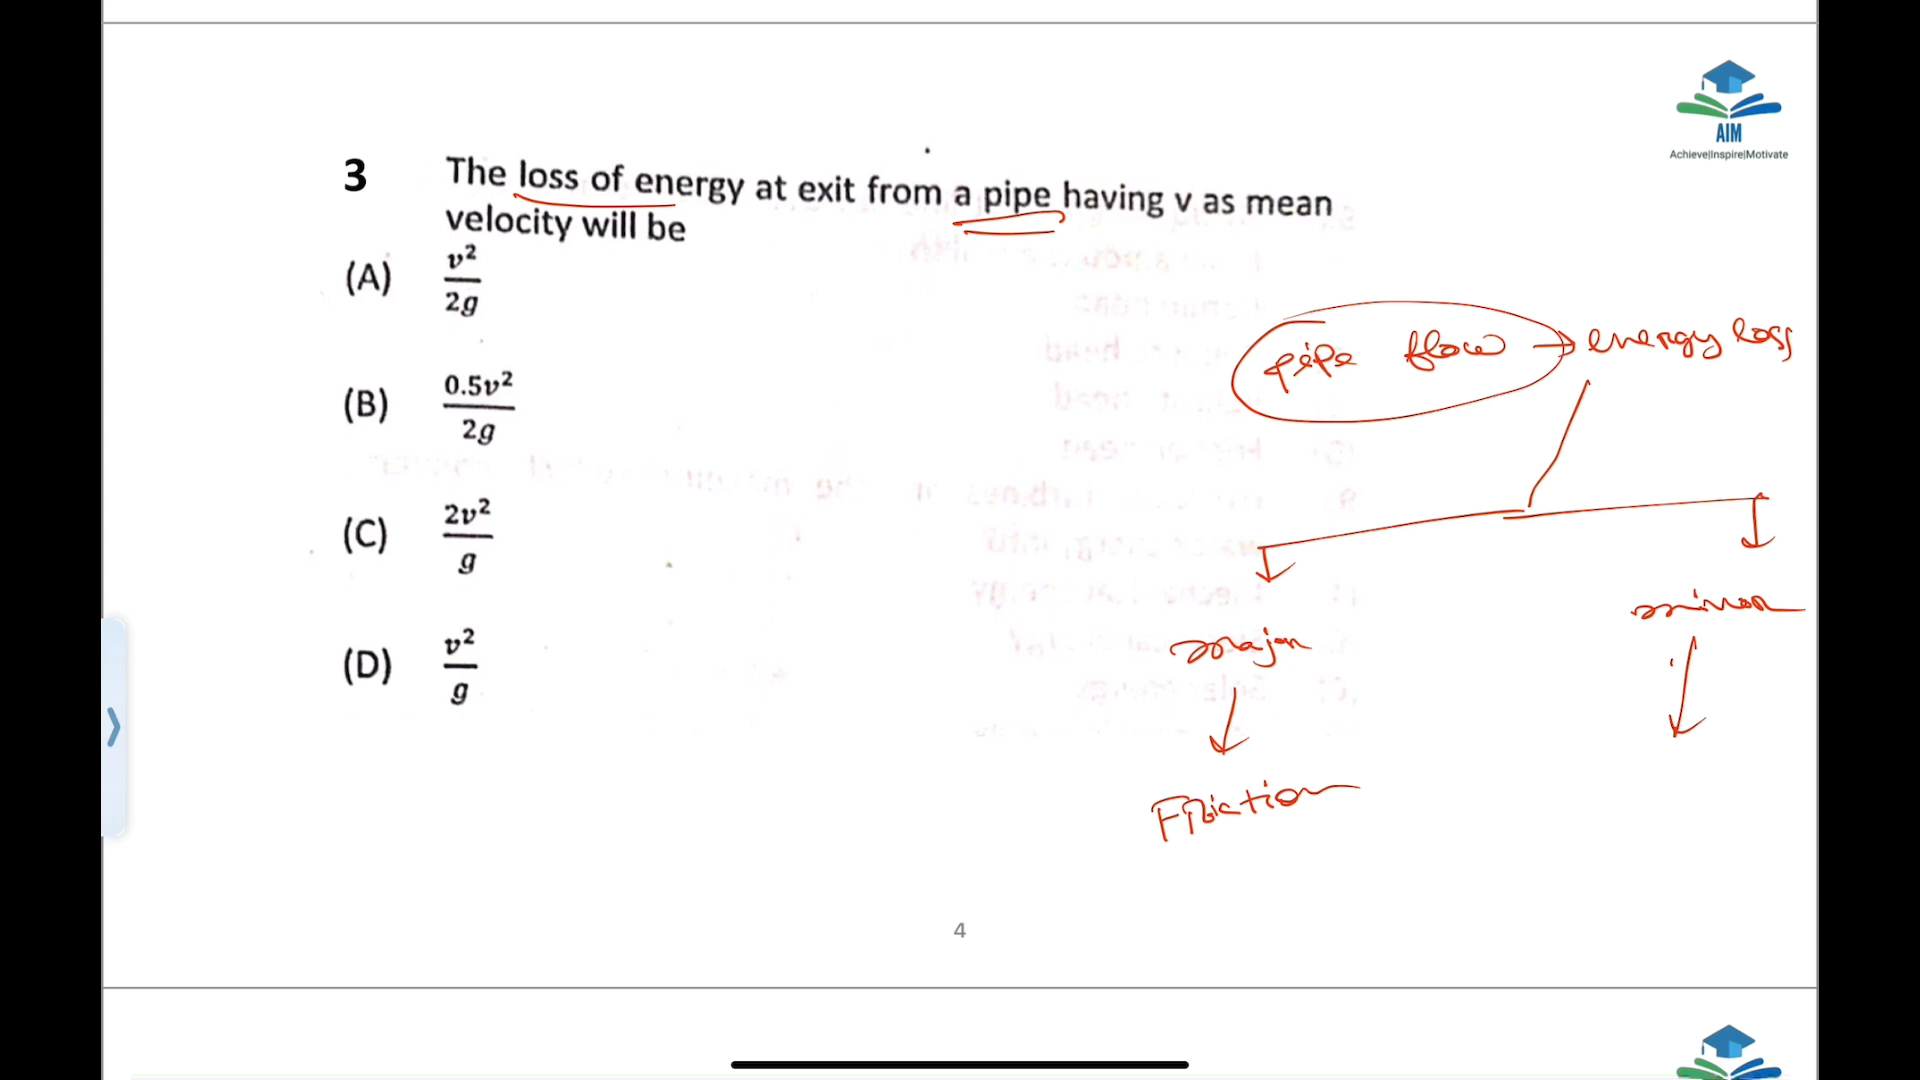 AIM
Achieve|Inspire|Motivate
3 The loss of energy at exit from a pipe having v as mean
velocity will be
(A) v²/2g
(B) 0.5v²/2g
(C) 2v²/g
(D) v²/g
pipe flow → energy loss
major
minor
Friction
4